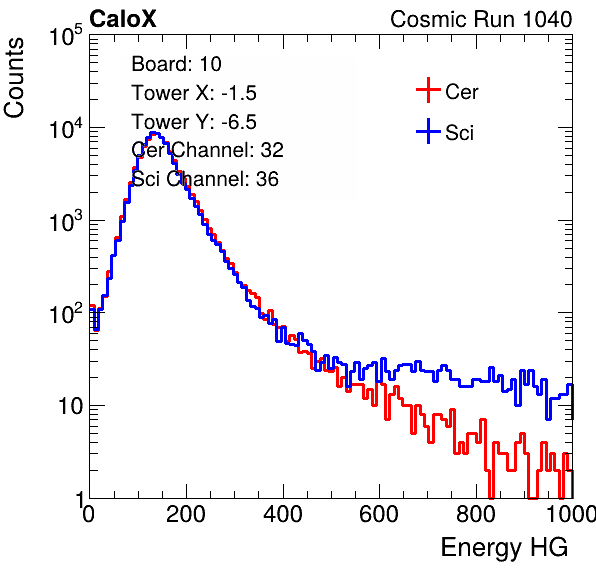 CaloX Cosmic Run 1040
Counts
10^5
10^4
10^3
10^2
10
1
Board: 10
Tower X: -1.5
Tower Y: -6.5
Cer Channel: 32
Sci Channel: 36
Cer
Sci
0 200 400 600 800 1000
Energy HG